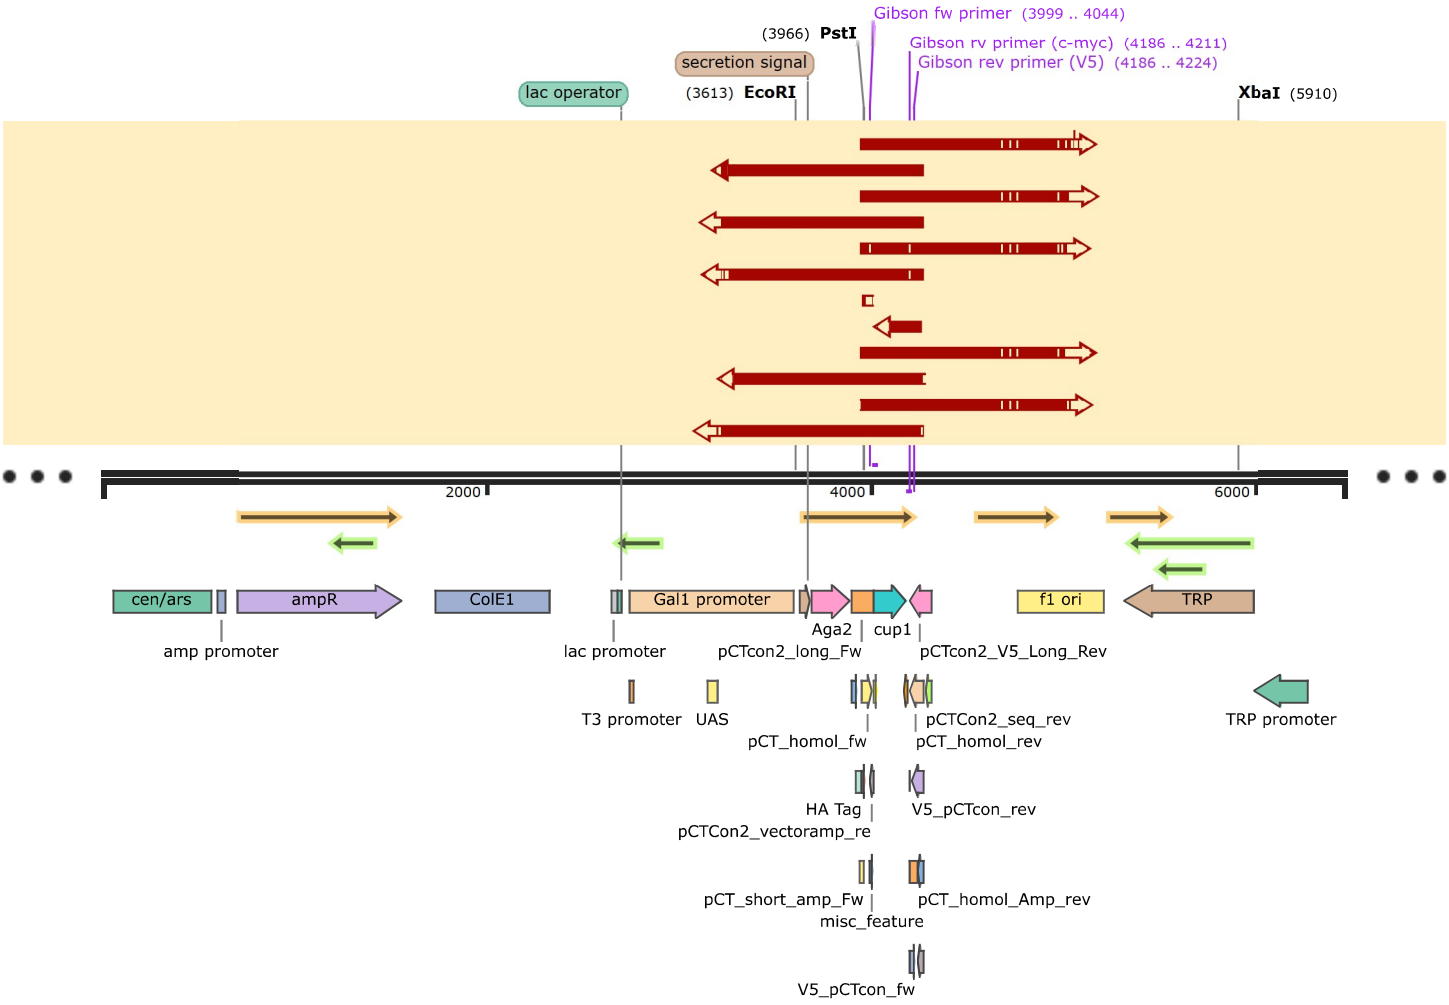 Gibson fw primer (3999 .. 4044)
(3966) PstI
Gibson rv primer (c-myc) (4186 .. 4211)
secretion signal
Gibson rev primer (V5) (4186 .. 4224)
lac operator
(3613) EcoRI
XbaI (5910)
2000
4000
6000
cen/ars
ampR
ColE1
Gal1 promoter
f1 ori
TRP
Aga2
cup1
amp promoter
lac promoter
pCTcon2_long_Fw
pCTcon2_V5_Long_Rev
T3 promoter
UAS
pCTCon2_seq_rev
TRP promoter
pCT_homol_fw
pCT_homol_rev
HA Tag
V5_pCTcon_rev
pCTCon2_vectoramp_re
pCT_short_amp_Fw
pCT_homol_Amp_rev
misc_feature
V5_pCTcon_fw